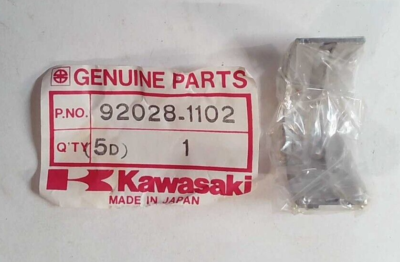 GENUINE PARTS
P.NO. 92028-1102
Q'TY (5D) 1
Kawasaki
MADE IN JAPAN